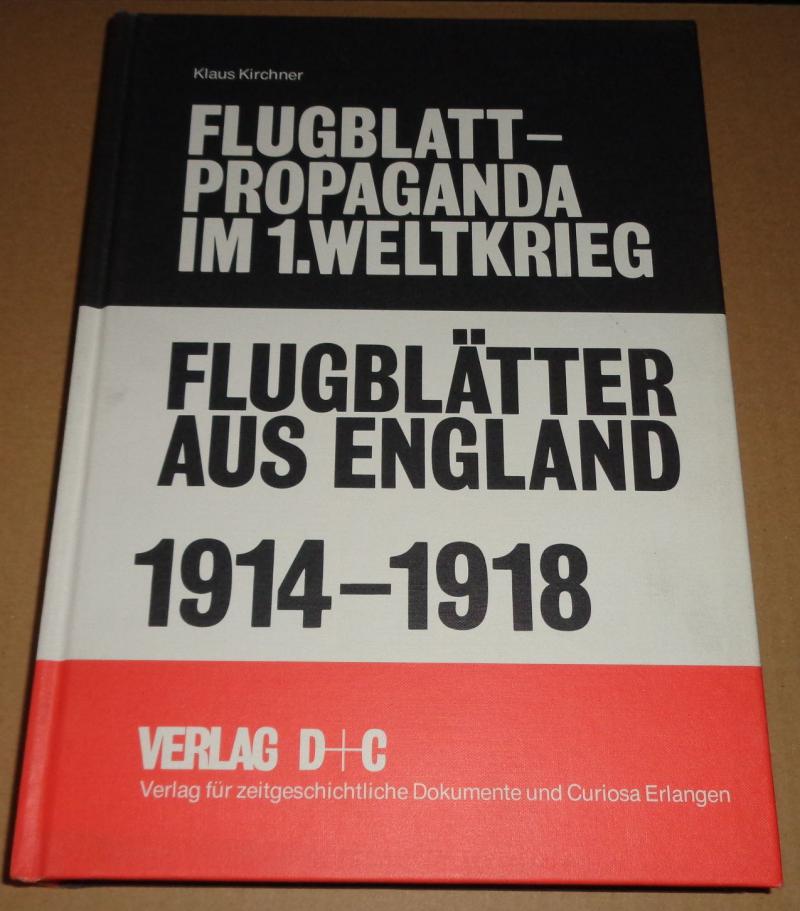 Klaus Kirchner
FLUGBLATT–
PROPAGANDA
IM 1.WELTKRIEG
FLUGBLÄTTER
AUS ENGLAND
1914–1918
VERLAG D+C
Verlag für zeitgeschichtliche Dokumente und Curiosa Erlangen